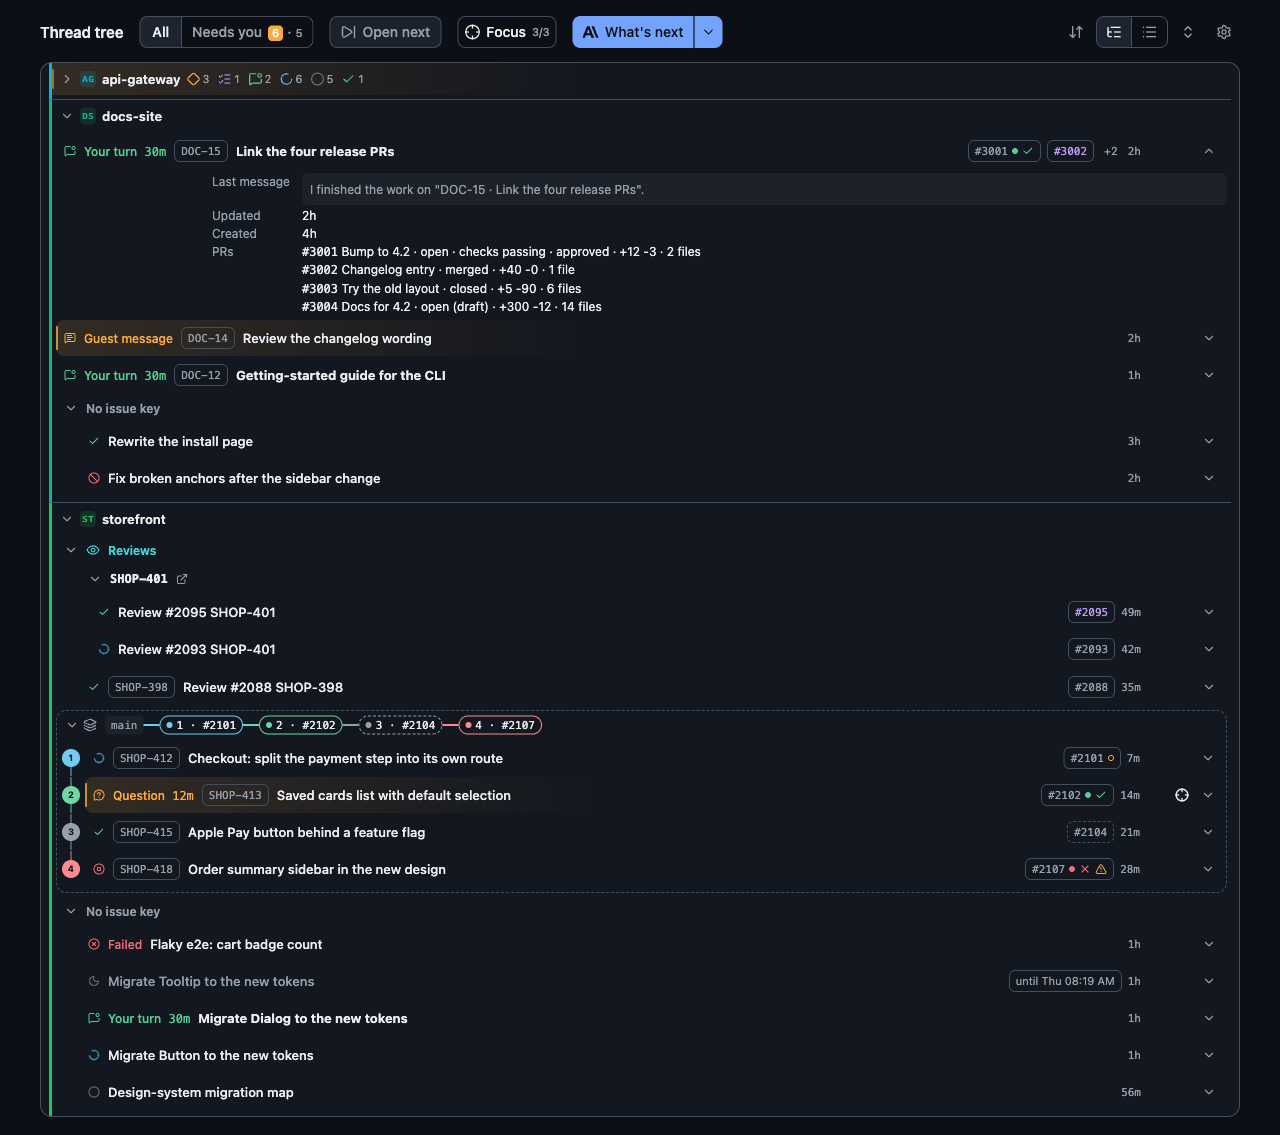 Thread tree All Needs you 6 · 5 Open next Focus 3/3 What's next
AG api-gateway 3 1 2 6 5 1
DS docs-site
Your turn 30m DOC-15 Link the four release PRs #3001 #3002 +2 2h
Last message I finished the work on "DOC-15 · Link the four release PRs".
Updated 2h
Created 4h
PRs #3001 Bump to 4.2 · open · checks passing · approved · +12 -3 · 2 files
#3002 Changelog entry · merged · +40 -0 · 1 file
#3003 Try the old layout · closed · +5 -90 · 6 files
#3004 Docs for 4.2 · open (draft) · +300 -12 · 14 files
Guest message DOC-14 Review the changelog wording 2h
Your turn 30m DOC-12 Getting-started guide for the CLI 1h
No issue key
Rewrite the install page 3h
Fix broken anchors after the sidebar change 2h
ST storefront
Reviews
SHOP-401
Review #2095 SHOP-401 #2095 49m
Review #2093 SHOP-401 #2093 42m
SHOP-398 Review #2088 SHOP-398 #2088 35m
main 1 · #2101 2 · #2102 3 · #2104 4 · #2107
1 SHOP-412 Checkout: split the payment step into its own route #2101 7m
2 Question 12m SHOP-413 Saved cards list with default selection #2102 14m
3 SHOP-415 Apple Pay button behind a feature flag #2104 21m
4 SHOP-418 Order summary sidebar in the new design #2107 28m
No issue key
Failed Flaky e2e: cart badge count 1h
Migrate Tooltip to the new tokens until Thu 08:19 AM 1h
Your turn 30m Migrate Dialog to the new tokens 1h
Migrate Button to the new tokens 1h
Design-system migration map 56m